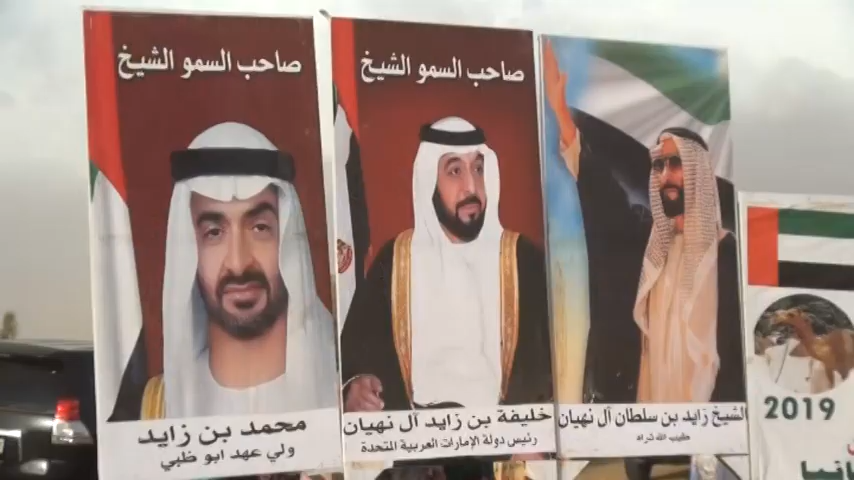 صاحب السمو الشيخ
محمد بن زايد
ولي عهد ابو ظبي
صاحب السمو الشيخ
خليفة بن زايد آل نهيان
رئيس دولة الإمارات العربية المتحدة
الشيخ زايد بن سلطان آل نهيان
طيب الله ثراه
2019